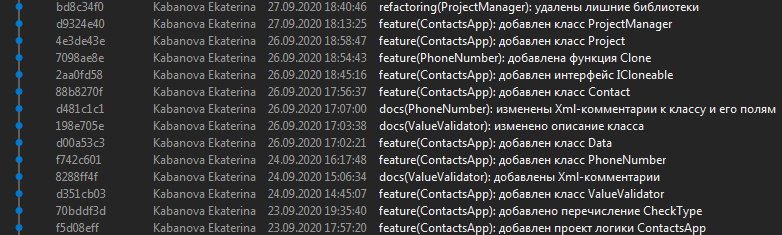 bd8c34f0 Kabanova Ekaterina 27.09.2020 18:40:46 refactoring(ProjectManager): удалены лишние библиотеки
d9324e40 Kabanova Ekaterina 27.09.2020 18:13:25 feature(ContactsApp): добавлен класс ProjectManager
4e3de43e Kabanova Ekaterina 26.09.2020 18:58:47 feature(ContactsApp): добавлен класс Project
7098ae8e Kabanova Ekaterina 26.09.2020 18:54:43 feature(PhoneNumber): добавлена функция Clone
2aa0fd58 Kabanova Ekaterina 26.09.2020 18:45:16 feature(ContactsApp): добавлен интерфейс ICloneable
88b8270f Kabanova Ekaterina 26.09.2020 17:56:37 feature(ContactsApp): добавлен класс Contact
d481c1c1 Kabanova Ekaterina 26.09.2020 17:07:00 docs(PhoneNumber): изменены Xml-комментарии к классу и его полям
198e705e Kabanova Ekaterina 26.09.2020 17:03:38 docs(ValueValidator): изменено описание класса
d00a53c3 Kabanova Ekaterina 26.09.2020 17:02:21 feature(ContactsApp): добавлен класс Data
f742c601 Kabanova Ekaterina 24.09.2020 16:17:48 feature(ContactsApp): добавлен класс PhoneNumber
8288ff4f Kabanova Ekaterina 24.09.2020 15:06:34 docs(ValueValidator): добавлены Xml-комментарии
d351cb03 Kabanova Ekaterina 24.09.2020 14:45:07 feature(ContactsApp): добавлен класс ValueValidator
70bddf3d Kabanova Ekaterina 23.09.2020 19:35:40 feature(ContactsApp): добавлено перечисление CheckType
f5d08eff Kabanova Ekaterina 23.09.2020 17:57:20 feature(ContactsApp): добавлен проект логики ContactsApp